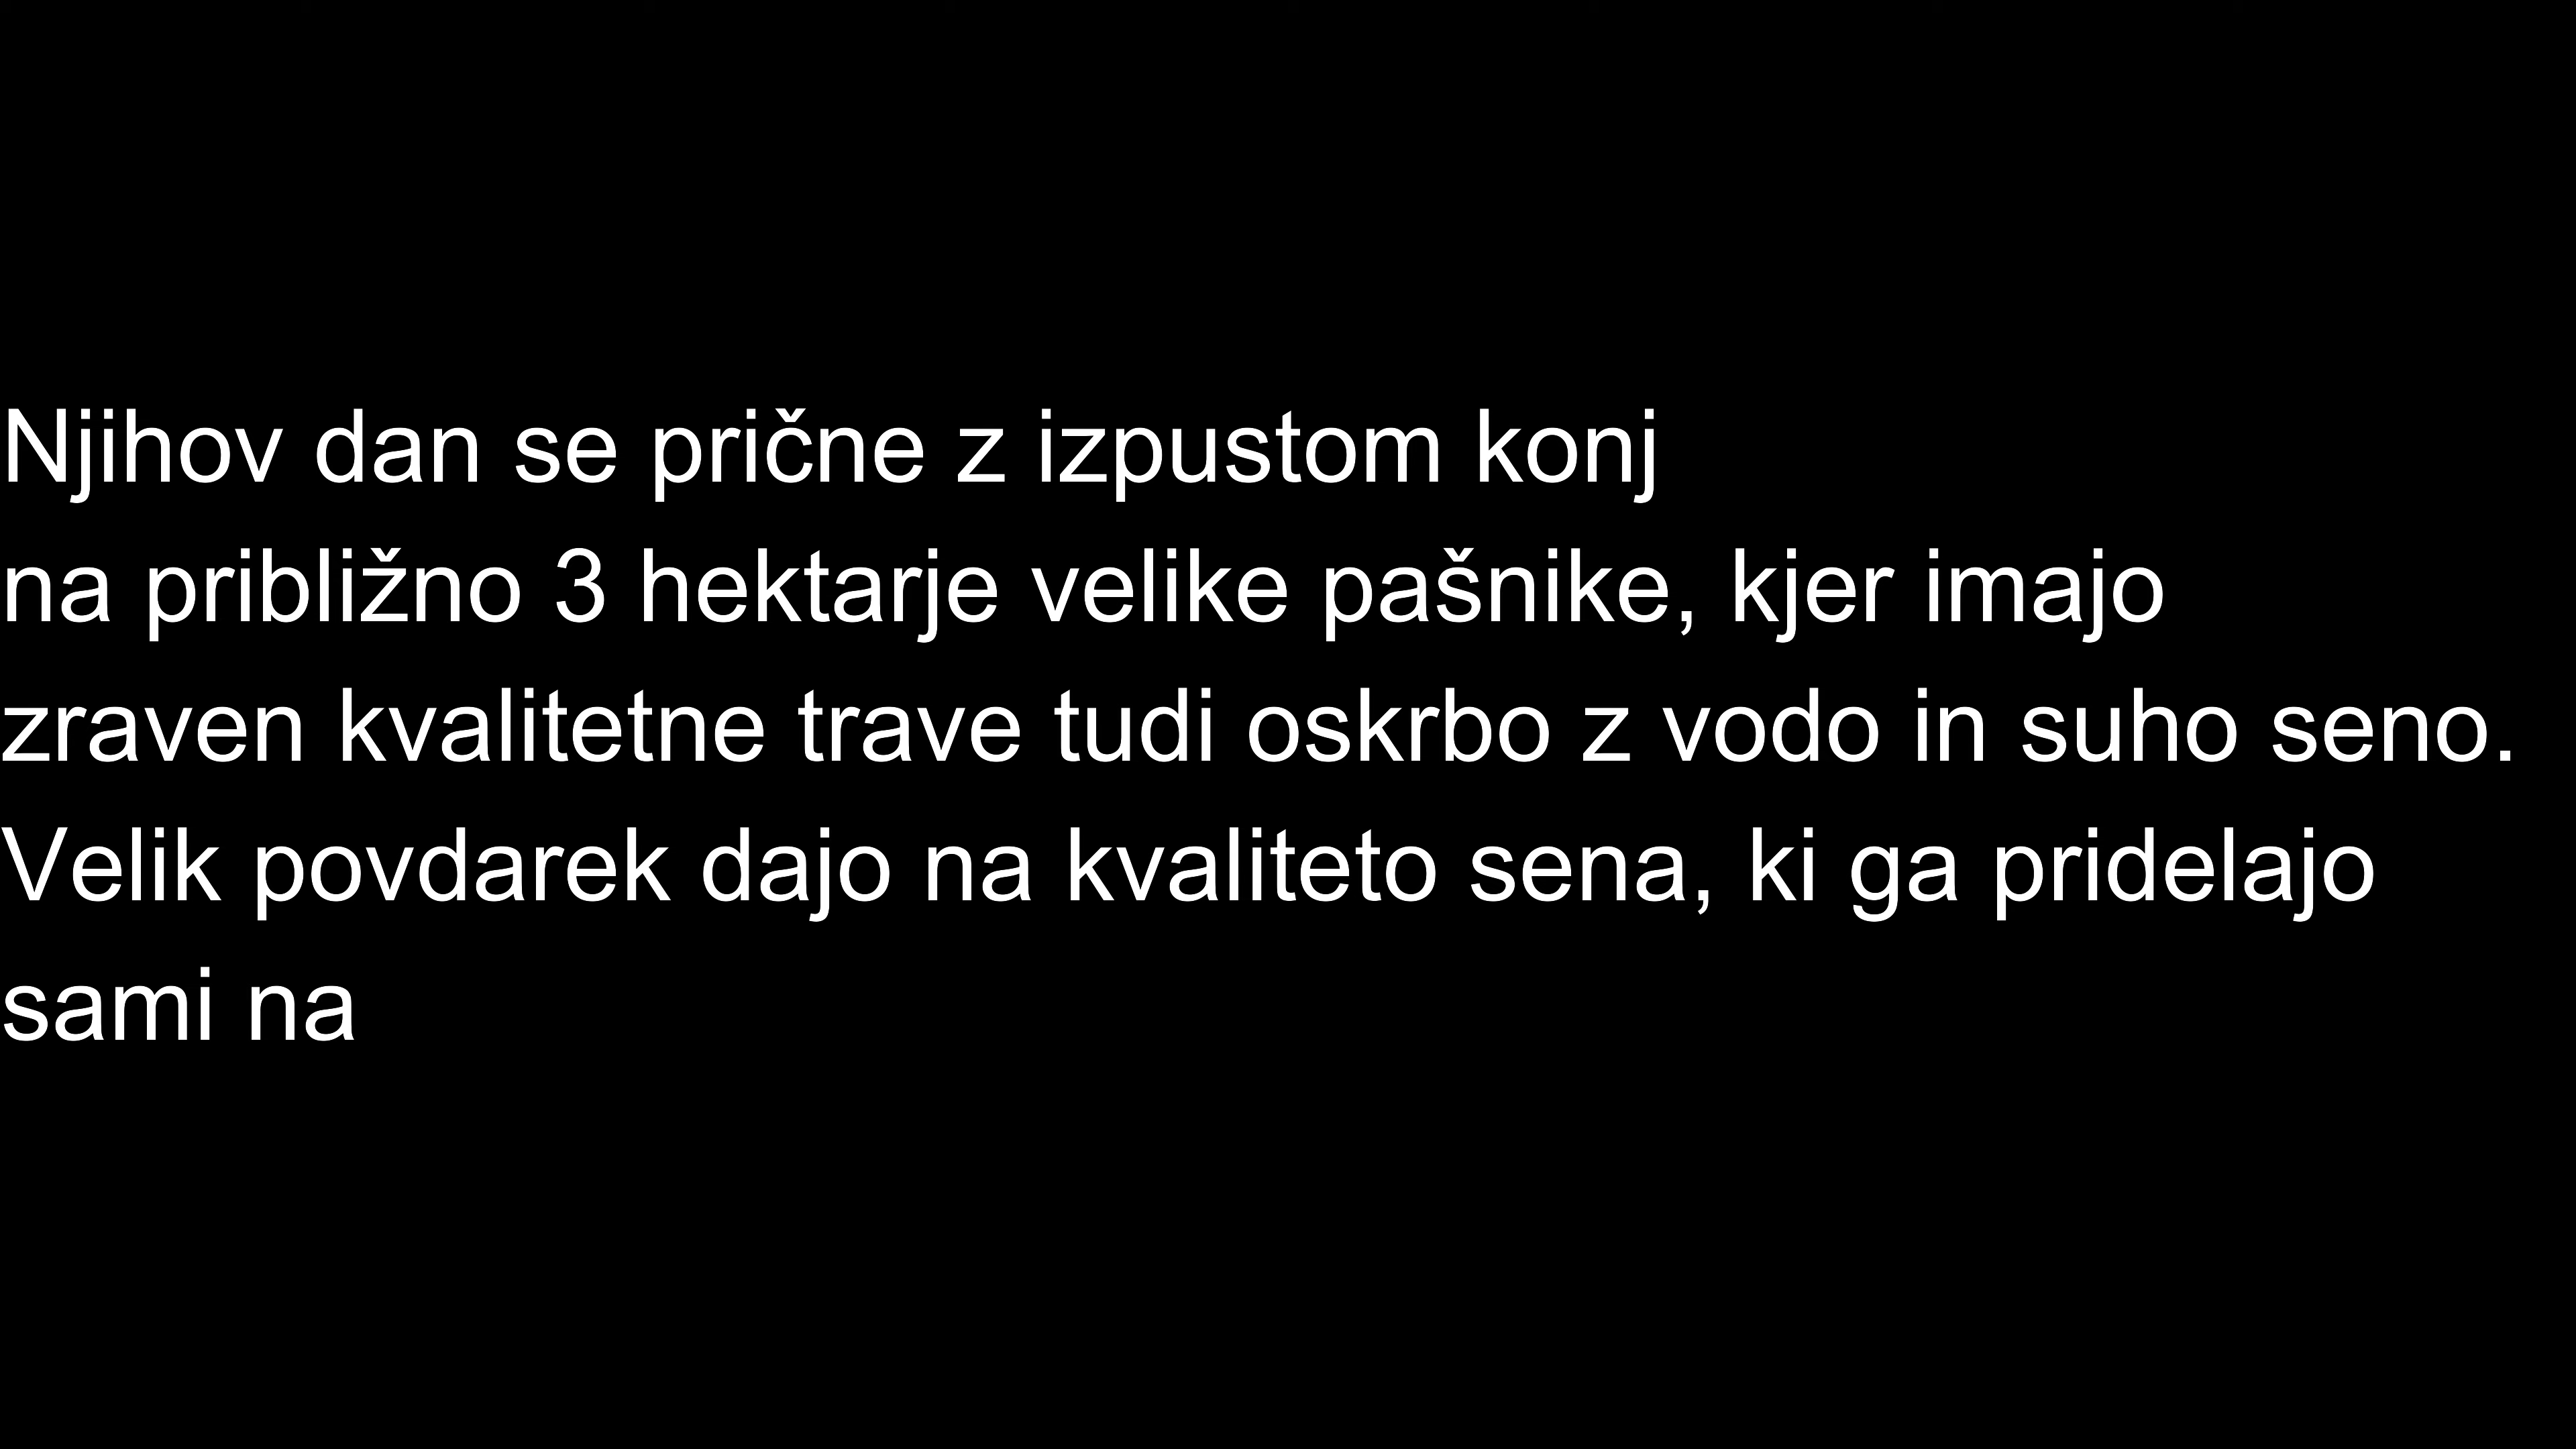 Njihov dan se prične z izpustom konj
na približno 3 hektarje velike pašnike, kjer imajo
zraven kvalitetne trave tudi oskrbo z vodo in suho seno.
Velik povdarek dajo na kvaliteto sena, ki ga pridelajo
sami na